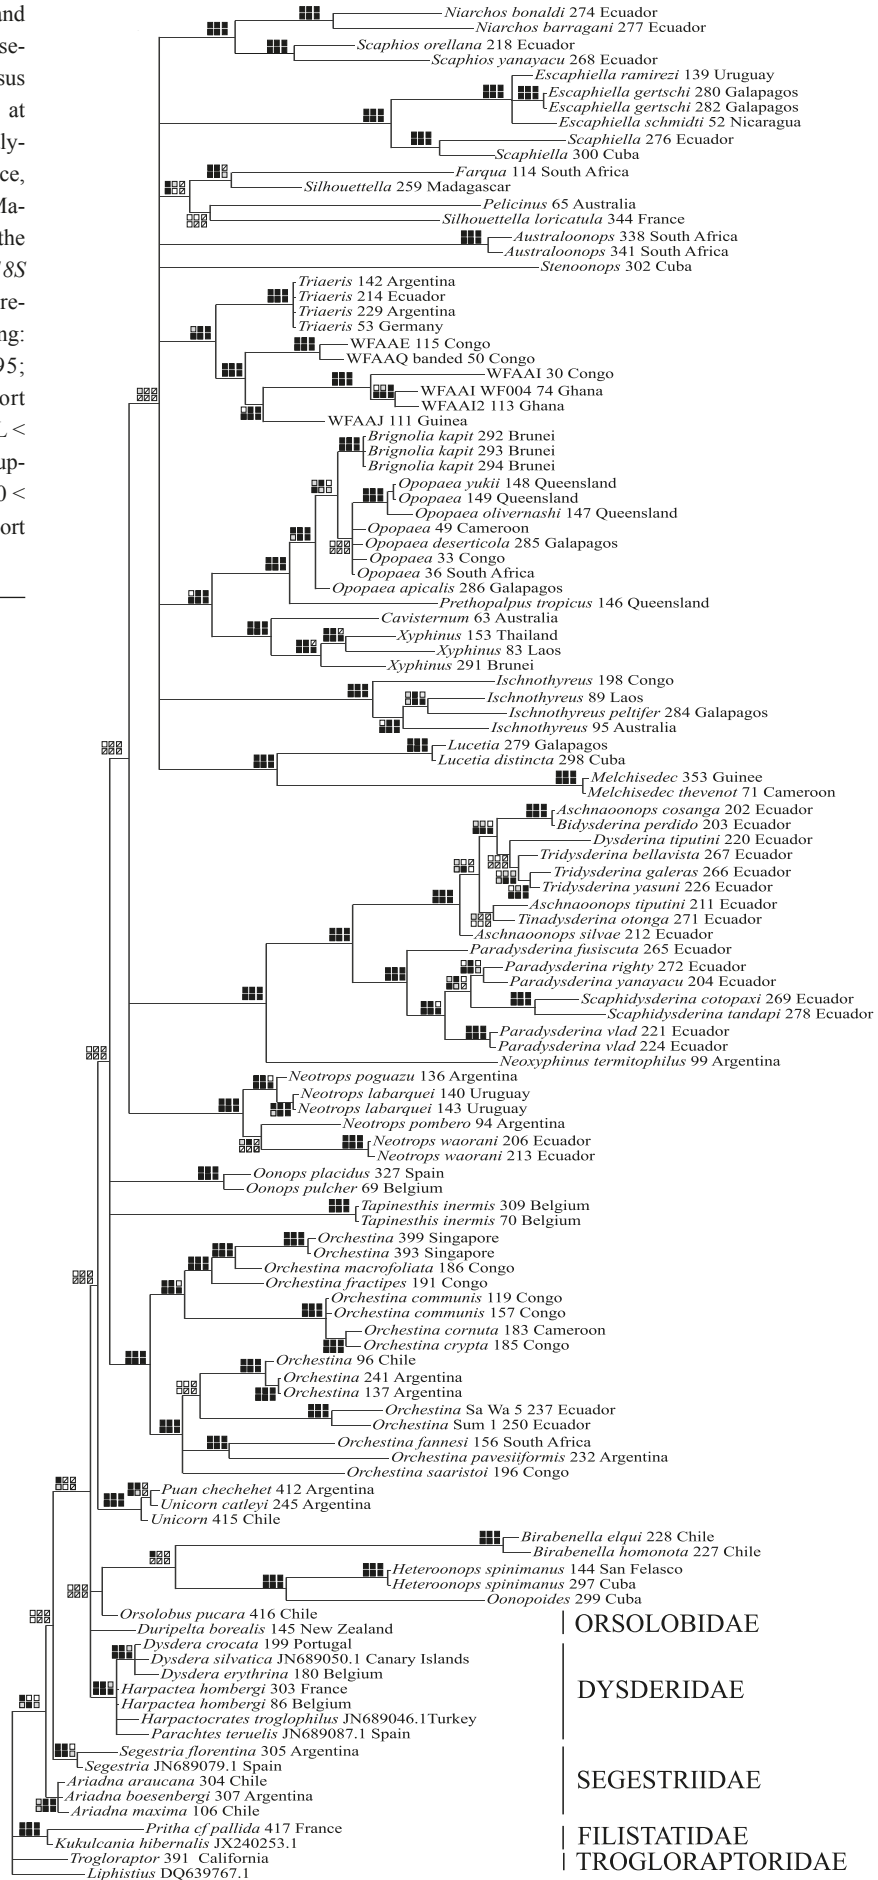 and
se-
sus
at
ly-
ce,
Ma-
the
18S
re-
ng:
95;
ort
L <
up-
0 <
ort
Niarchos bonaldi 274 Ecuador
Niarchos barragani 277 Ecuador
Scaphios orellana 218 Ecuador
Scaphios yanayacu 268 Ecuador
Escaphiella ramirezi 139 Uruguay
Escaphiella gertschi 280 Galapagos
Escaphiella gertschi 282 Galapagos
Escaphiella schmidti 52 Nicaragua
Scaphiella 276 Ecuador
Scaphiella 300 Cuba
Farqua 114 South Africa
Silhouettella 259 Madagascar
Pelicinus 65 Australia
Silhouettella loricatula 344 France
Australoonops 338 South Africa
Australoonops 341 South Africa
Stenoonops 302 Cuba
Triaeris 142 Argentina
Triaeris 214 Ecuador
Triaeris 229 Argentina
Triaeris 53 Germany
WFAAE 115 Congo
WFAAQ banded 50 Congo
WFAAI 30 Congo
WFAAI WF004 74 Ghana
WFAAI2 113 Ghana
WFAAJ 111 Guinea
Brignolia kapit 292 Brunei
Brignolia kapit 293 Brunei
Brignolia kapit 294 Brunei
Opopaea yukii 148 Queensland
Opopaea 149 Queensland
Opopaea olivernashi 147 Queensland
Opopaea 49 Cameroon
Opopaea deserticola 285 Galapagos
Opopaea 33 Congo
Opopaea 36 South Africa
Opopaea apicalis 286 Galapagos
Prethopalpus tropicus 146 Queensland
Cavisternum 63 Australia
Xyphinus 153 Thailand
Xyphinus 83 Laos
Xyphinus 291 Brunei
Ischnothyreus 198 Congo
Ischnothyreus 89 Laos
Ischnothyreus peltifer 284 Galapagos
Ischnothyreus 95 Australia
Lucetia 279 Galapagos
Lucetia distincta 298 Cuba
Melchisedec 353 Guinee
Melchisedec thevenot 71 Cameroon
Aschnaoonops cosanga 202 Ecuador
Bidysderina perdido 203 Ecuador
Dysderina tiputini 220 Ecuador
Tridysderina bellavista 267 Ecuador
Tridysderina galeras 266 Ecuador
Tridysderina yasuni 226 Ecuador
Aschnaoonops tiputini 211 Ecuador
Tinadysderina otonga 271 Ecuador
Aschnaoonops silvae 212 Ecuador
Paradysderina fusiscuta 265 Ecuador
Paradysderina righty 272 Ecuador
Paradysderina yanayacu 204 Ecuador
Scaphidysderina cotopaxi 269 Ecuador
Scaphidysderina tandapi 278 Ecuador
Paradysderina vlad 221 Ecuador
Paradysderina vlad 224 Ecuador
Neoxyphinus termitophilus 99 Argentina
Neotrops poguazu 136 Argentina
Neotrops labarquei 140 Uruguay
Neotrops labarquei 143 Uruguay
Neotrops pombero 94 Argentina
Neotrops waorani 206 Ecuador
Neotrops waorani 213 Ecuador
Oonops placidus 327 Spain
Oonops pulcher 69 Belgium
Tapinesthis inermis 309 Belgium
Tapinesthis inermis 70 Belgium
Orchestina 399 Singapore
Orchestina 393 Singapore
Orchestina macrofoliata 186 Congo
Orchestina fractipes 191 Congo
Orchestina communis 119 Congo
Orchestina communis 157 Congo
Orchestina cornuta 183 Cameroon
Orchestina crypta 185 Congo
Orchestina 96 Chile
Orchestina 241 Argentina
Orchestina 137 Argentina
Orchestina Sa Wa 5 237 Ecuador
Orchestina Sum 1 250 Ecuador
Orchestina fannesi 156 South Africa
Orchestina pavesiiformis 232 Argentina
Orchestina saaristoi 196 Congo
Puan chechehet 412 Argentina
Unicorn catleyi 245 Argentina
Unicorn 415 Chile
Birabenella elqui 228 Chile
Birabenella homonota 227 Chile
Heteroonops spinimanus 144 San Felasco
Heteroonops spinimanus 297 Cuba
Oonopoides 299 Cuba
Orsolobus pucara 416 Chile
Duripelta borealis 145 New Zealand
ORSOLOBIDAE
Dysdera crocata 199 Portugal
Dysdera silvatica JN689050.1 Canary Islands
Dysdera erythrina 180 Belgium
Harpactea hombergi 303 France
Harpactea hombergi 86 Belgium
Harpactocrates troglophilus JN689046.1Turkey
Parachtes teruelis JN689087.1 Spain
DYSDERIDAE
Segestria florentina 305 Argentina
Segestria JN689079.1 Spain
Ariadna araucana 304 Chile
Ariadna boesenbergi 307 Argentina
Ariadna maxima 106 Chile
SEGESTRIIDAE
Pritha cf pallida 417 France
Kukulcania hibernalis JX240253.1
FILISTATIDAE
Trogloraptor 391 California
TROGLORAPTORIDAE
Liphistius DQ639767.1